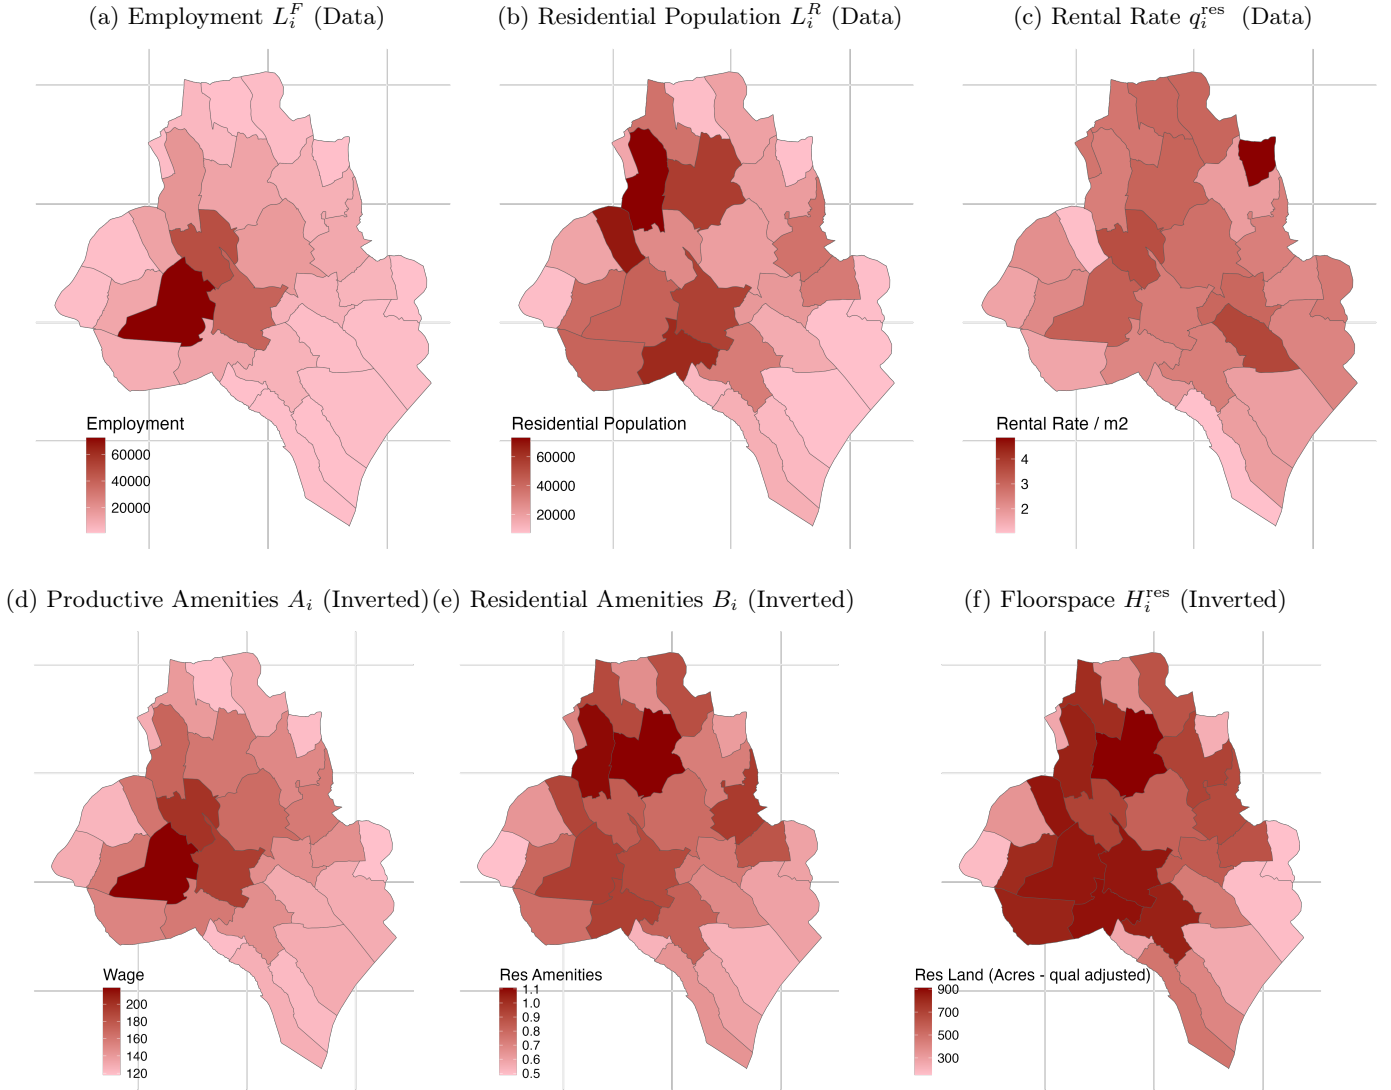 (a) Employment L_i^F (Data)
(b) Residential Population L_i^R (Data)
(c) Rental Rate q_i^res (Data)
Employment
60000
40000
20000
Residential Population
60000
40000
20000
Rental Rate / m2
4
3
2
(d) Productive Amenities A_i (Inverted)
(e) Residential Amenities B_i (Inverted)
(f) Floorspace H_i^res (Inverted)
Wage
200
180
160
140
120
Res Amenities
1.1
1.0
0.9
0.8
0.7
0.6
0.5
Res Land (Acres - qual adjusted)
900
700
500
300